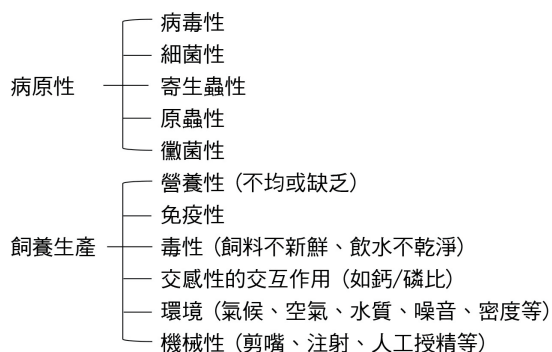 病毒性
細菌性
病原性 寄生蟲性
原蟲性
黴菌性
營養性（不均或缺乏）
免疫性
飼養生產 毒性（飼料不新鮮、飲水不乾淨）
交感性的交互作用（如鈣/磷比）
環境（氣候、空氣、水質、噪音、密度等）
機械性（剪嘴、注射、人工授精等）